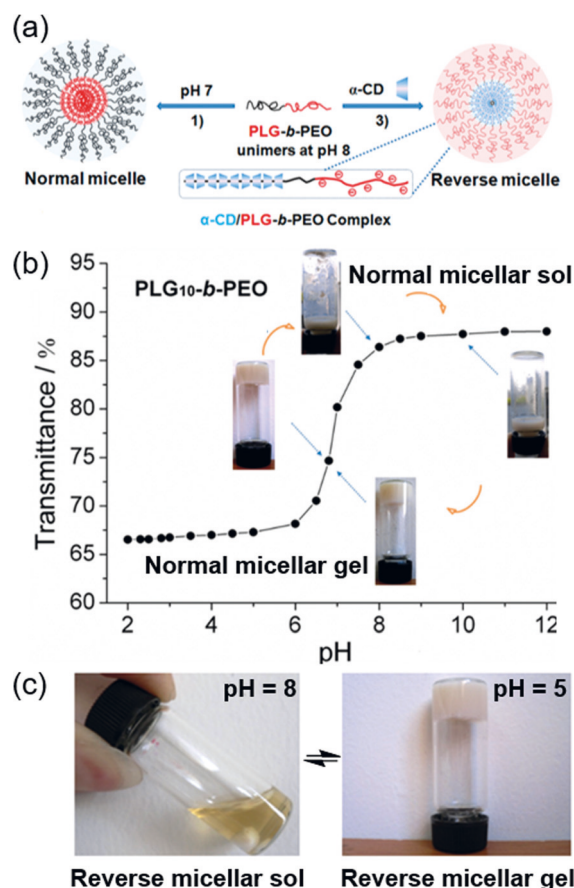 (a)
pH 7
1)
PLG-b-PEO
unimers at pH 8
α-CD
3)
Normal micelle
Reverse micelle
α-CD/PLG-b-PEO Complex
(b)
PLG10-b-PEO
Normal micellar sol
Normal micellar gel
Transmittance / %
95
90
85
80
75
70
65
60
2 4 6 8 10 12
pH
(c)
pH = 8
pH = 5
Reverse micellar sol
Reverse micellar gel